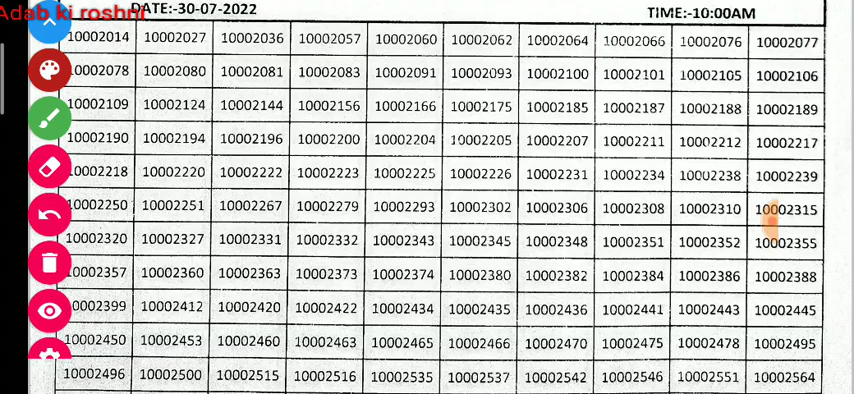 Adab ki roshni
DATE:-30-07-2022 TIME:-10:00AM
10002014 10002027 10002036 10002057 10002060 10002062 10002064 10002066 10002076 10002077
10002078 10002080 10002081 10002083 10002091 10002093 10002100 10002101 10002105 10002106
10002109 10002124 10002144 10002156 10002166 10002175 10002185 10002187 10002188 10002189
10002190 10002194 10002196 10002200 10002204 10002205 10002207 10002211 10002212 10002217
10002218 10002220 10002222 10002223 10002225 10002226 10002231 10002234 10002238 10002239
10002250 10002251 10002267 10002279 10002293 10002302 10002306 10002308 10002310 10002315
10002320 10002327 10002331 10002332 10002343 10002345 10002348 10002351 10002352 10002355
10002357 10002360 10002363 10002373 10002374 10002380 10002382 10002384 10002386 10002388
10002399 10002412 10002420 10002422 10002434 10002435 10002436 10002441 10002443 10002445
10002450 10002453 10002460 10002463 10002465 10002466 10002470 10002475 10002478 10002495
10002496 10002500 10002515 10002516 10002535 10002537 10002542 10002546 10002551 10002564